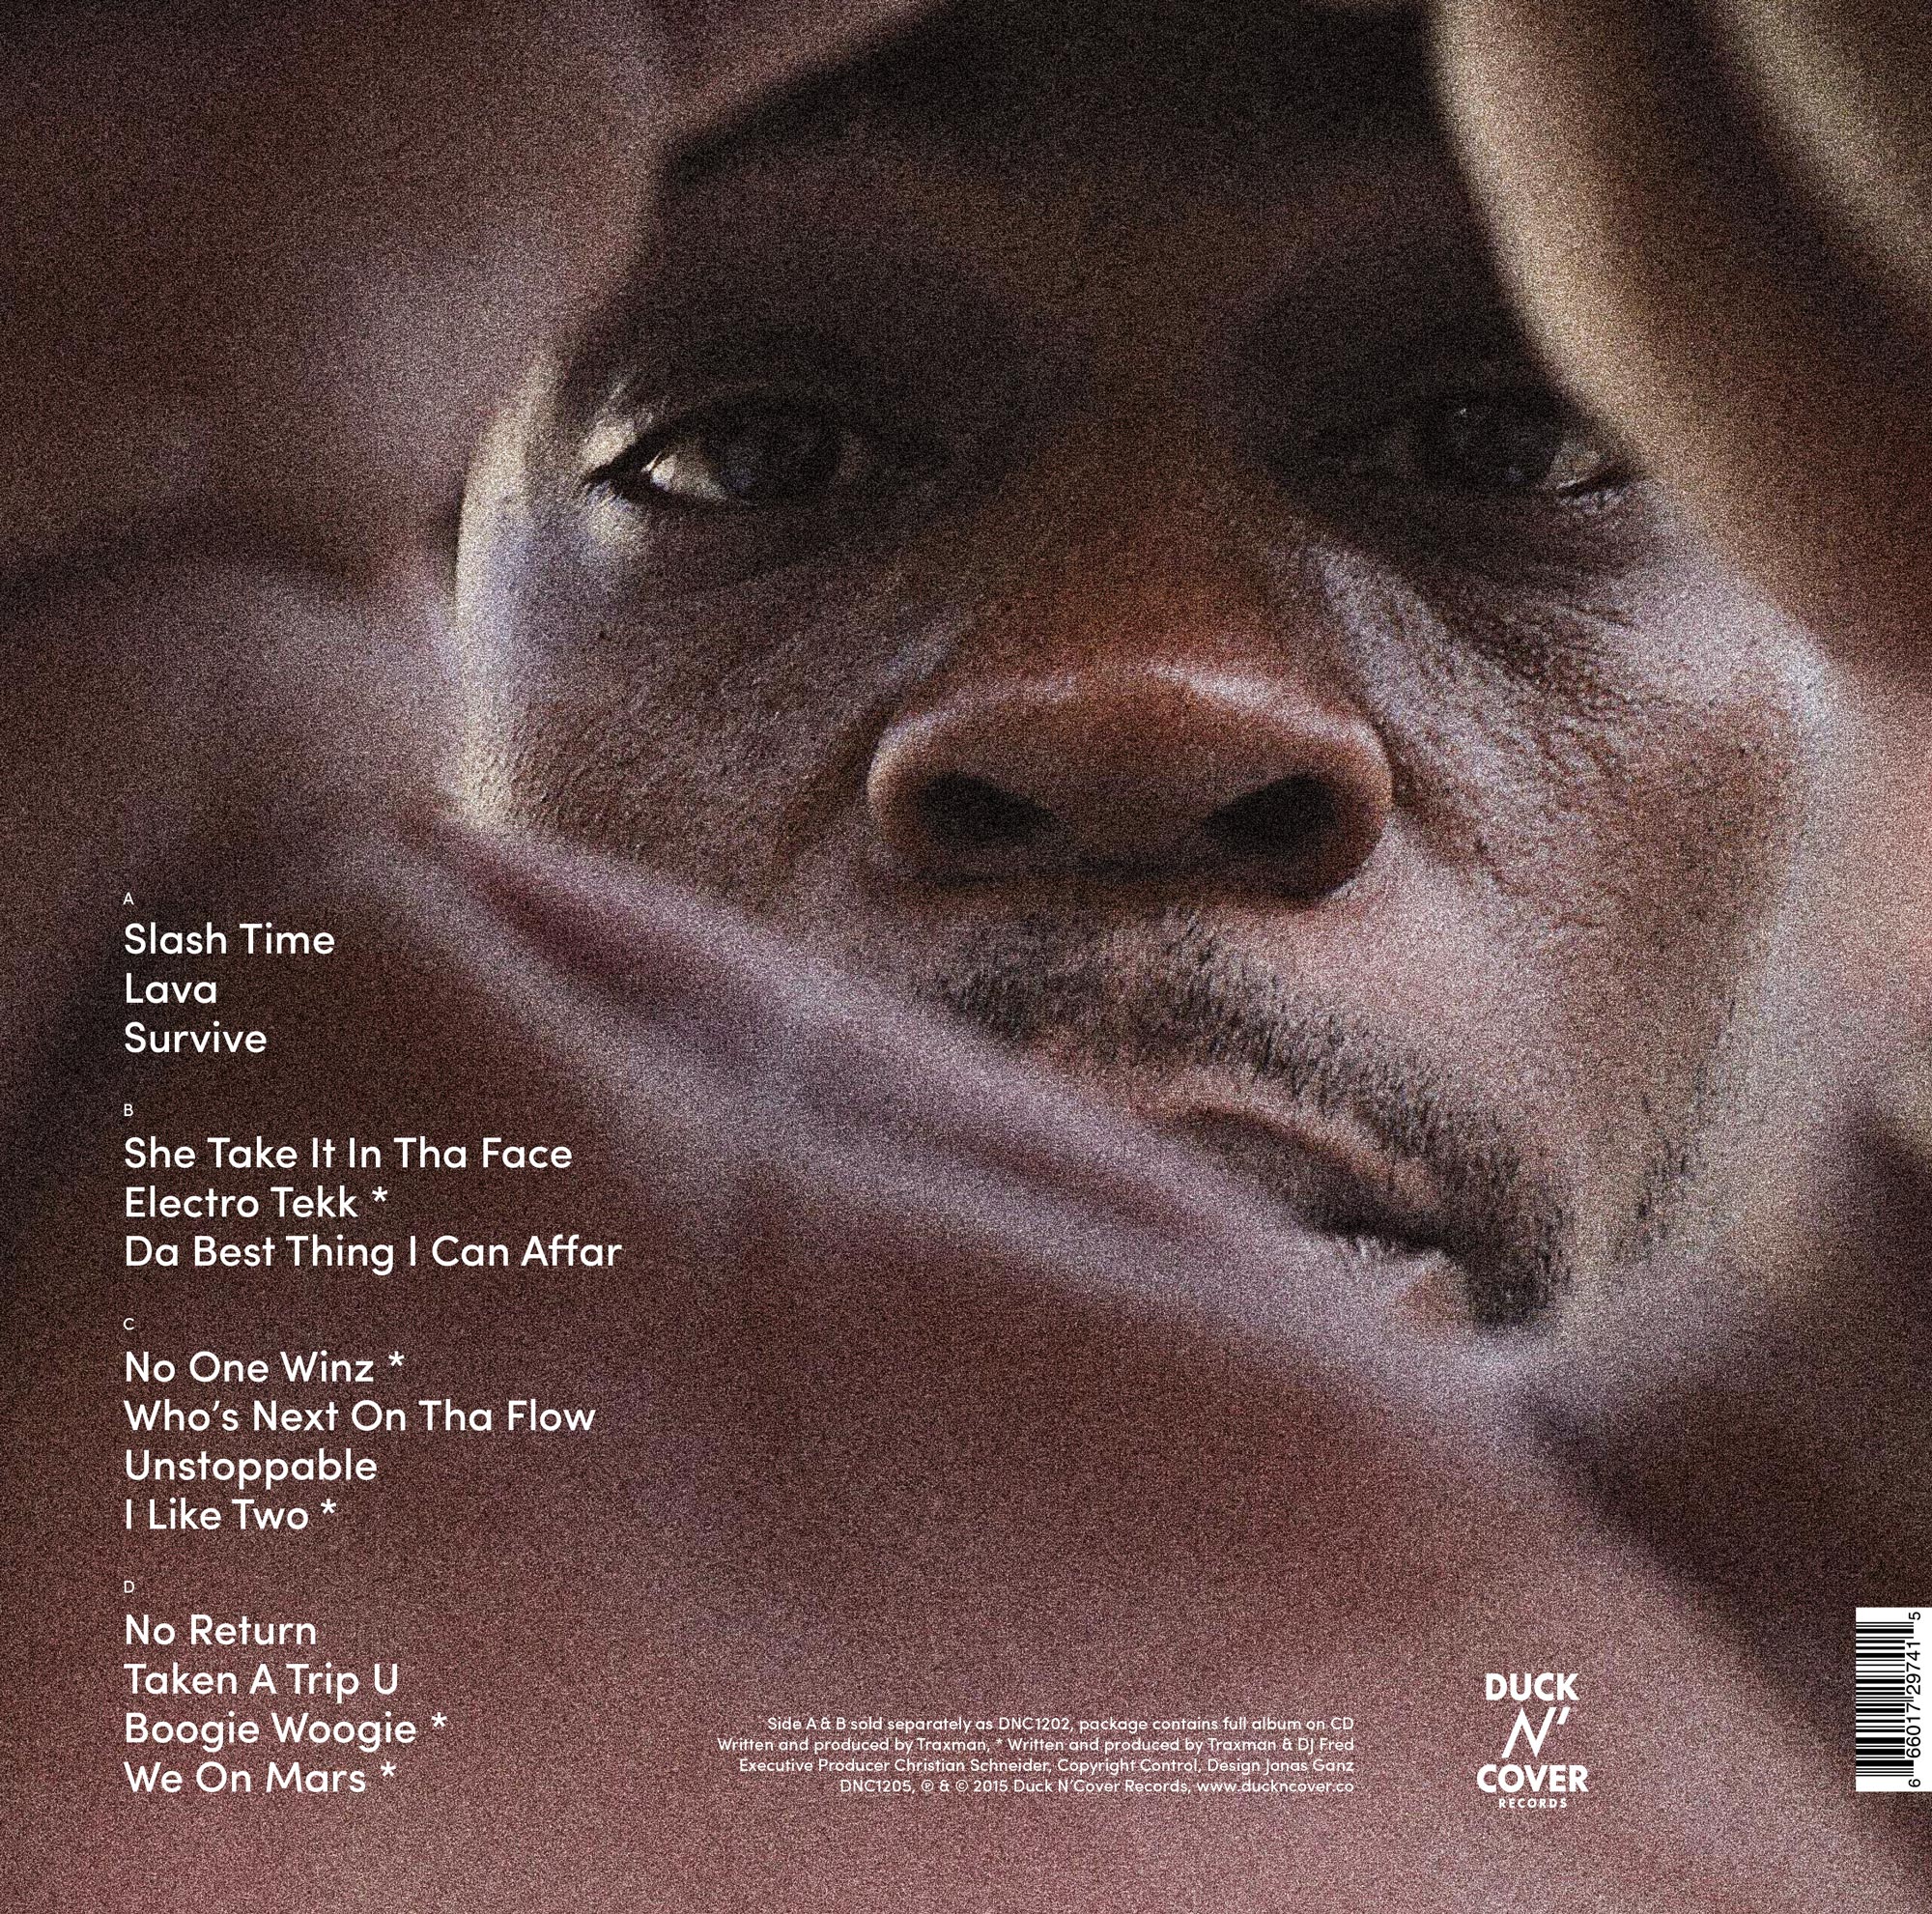 A
Slash Time
Lava
Survive
B
She Take It In Tha Face
Electro Tekk *
Da Best Thing I Can Affar
C
No One Winz *
Who's Next On Tha Flow
Unstoppable
I Like Two *
D
No Return
Taken A Trip U
Boogie Woogie *
We On Mars *
Side A & B sold separately as DNC1202, package contains full album on CD
Written and produced by Traxman, * Written and produced by Traxman & DJ Fred
Executive Producer Christian Schneider, Copyright Control, Design Jonas Ganz
DNC1205, ℗ & © 2015 Duck N'Cover Records, www.duckncover.co
DUCK
N'
COVER
RECORDS
6 66017 29741 5